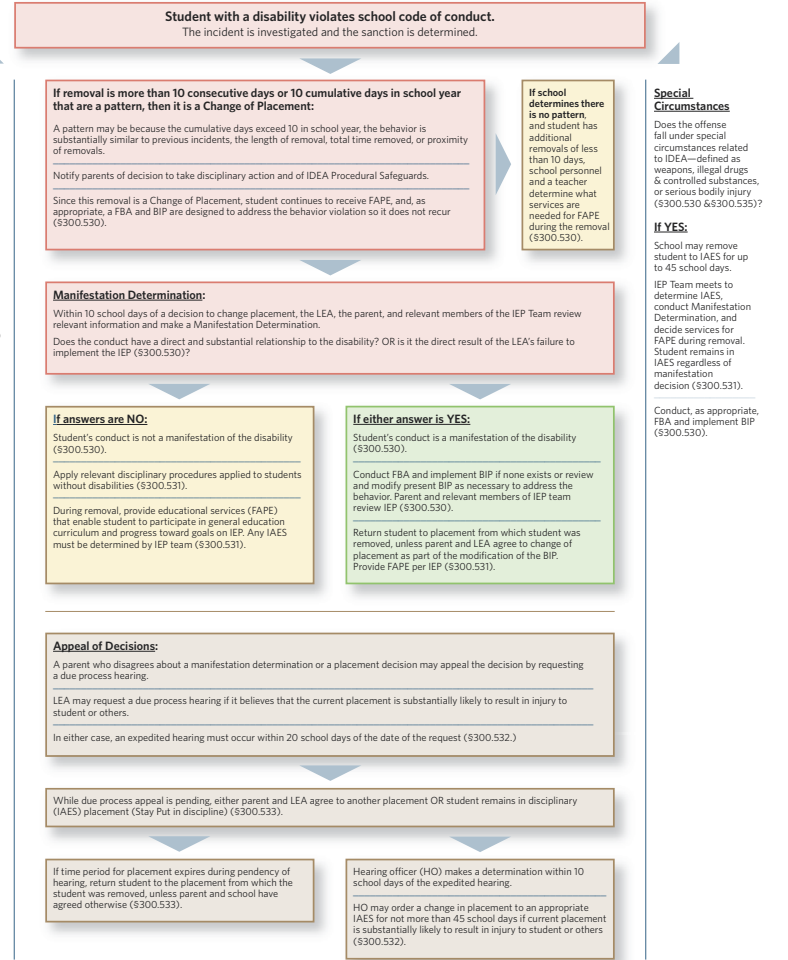 Student with a disability violates school code of conduct.
The incident is investigated and the sanction is determined.
If removal is more than 10 consecutive days or 10 cumulative days in school year
that are a pattern, then it is a Change of Placement:
A pattern may be because the cumulative days exceed 10 in school year, the behavior is
substantially similar to previous incidents, the length of removal, total time removed, or proximity
of removals.
Notify parents of decision to take disciplinary action and of IDEA Procedural Safeguards.
Since this removal is a Change of Placement, student continues to receive FAPE, and, as
appropriate, a FBA and BIP are designed to address the behavior violation so it does not recur
(§300.530).
If school
determines there
is no pattern,
and student has
additional
removals of less
than 10 days,
school personnel
and a teacher
determine what
services are
needed for FAPE
during the removal
(§300.530).
Special
Circumstances
Does the offense
fall under special
circumstances related
to IDEA—defined as
weapons, illegal drugs
& controlled substances,
or serious bodily injury
(§300.530 &§300.535)?
If YES:
School may remove
student to IAES for up
to 45 school days.
IEP Team meets to
determine IAES,
conduct Manifestation
Determination, and
decide services for
FAPE during removal.
Student remains in
IAES regardless of
manifestation
decision (§300.531).
Conduct, as appropriate,
FBA and implement BIP
(§300.530).
Manifestation Determination:
Within 10 school days of a decision to change placement, the LEA, the parent, and relevant members of the IEP Team review
relevant information and make a Manifestation Determination.
Does the conduct have a direct and substantial relationship to the disability? OR is it the direct result of the LEA's failure to
implement the IEP (§300.530)?
If answers are NO:
Student's conduct is not a manifestation of the disability
(§300.530).
Apply relevant disciplinary procedures applied to students
without disabilities (§300.531).
During removal, provide educational services (FAPE)
that enable student to participate in general education
curriculum and progress toward goals on IEP. Any IAES
must be determined by IEP team (§300.531).
If either answer is YES:
Student's conduct is a manifestation of the disability
(§300.530).
Conduct FBA and implement BIP if none exists or review
and modify present BIP as necessary to address the
behavior. Parent and relevant members of IEP team
review IEP (§300.530).
Return student to placement from which student was
removed, unless parent and LEA agree to change of
placement as part of the modification of the BIP.
Provide FAPE per IEP (§300.531).
Appeal of Decisions:
A parent who disagrees about a manifestation determination or a placement decision may appeal the decision by requesting
a due process hearing.
LEA may request a due process hearing if it believes that the current placement is substantially likely to result in injury to
student or others.
In either case, an expedited hearing must occur within 20 school days of the date of the request (§300.532.)
While due process appeal is pending, either parent and LEA agree to another placement OR student remains in disciplinary
(IAES) placement (Stay Put in discipline) (§300.533).
If time period for placement expires during pendency of
hearing, return student to the placement from which the
student was removed, unless parent and school have
agreed otherwise (§300.533).
Hearing officer (HO) makes a determination within 10
school days of the expedited hearing.
HO may order a change in placement to an appropriate
IAES for not more than 45 school days if current placement
is substantially likely to result in injury to student or others
(§300.532).